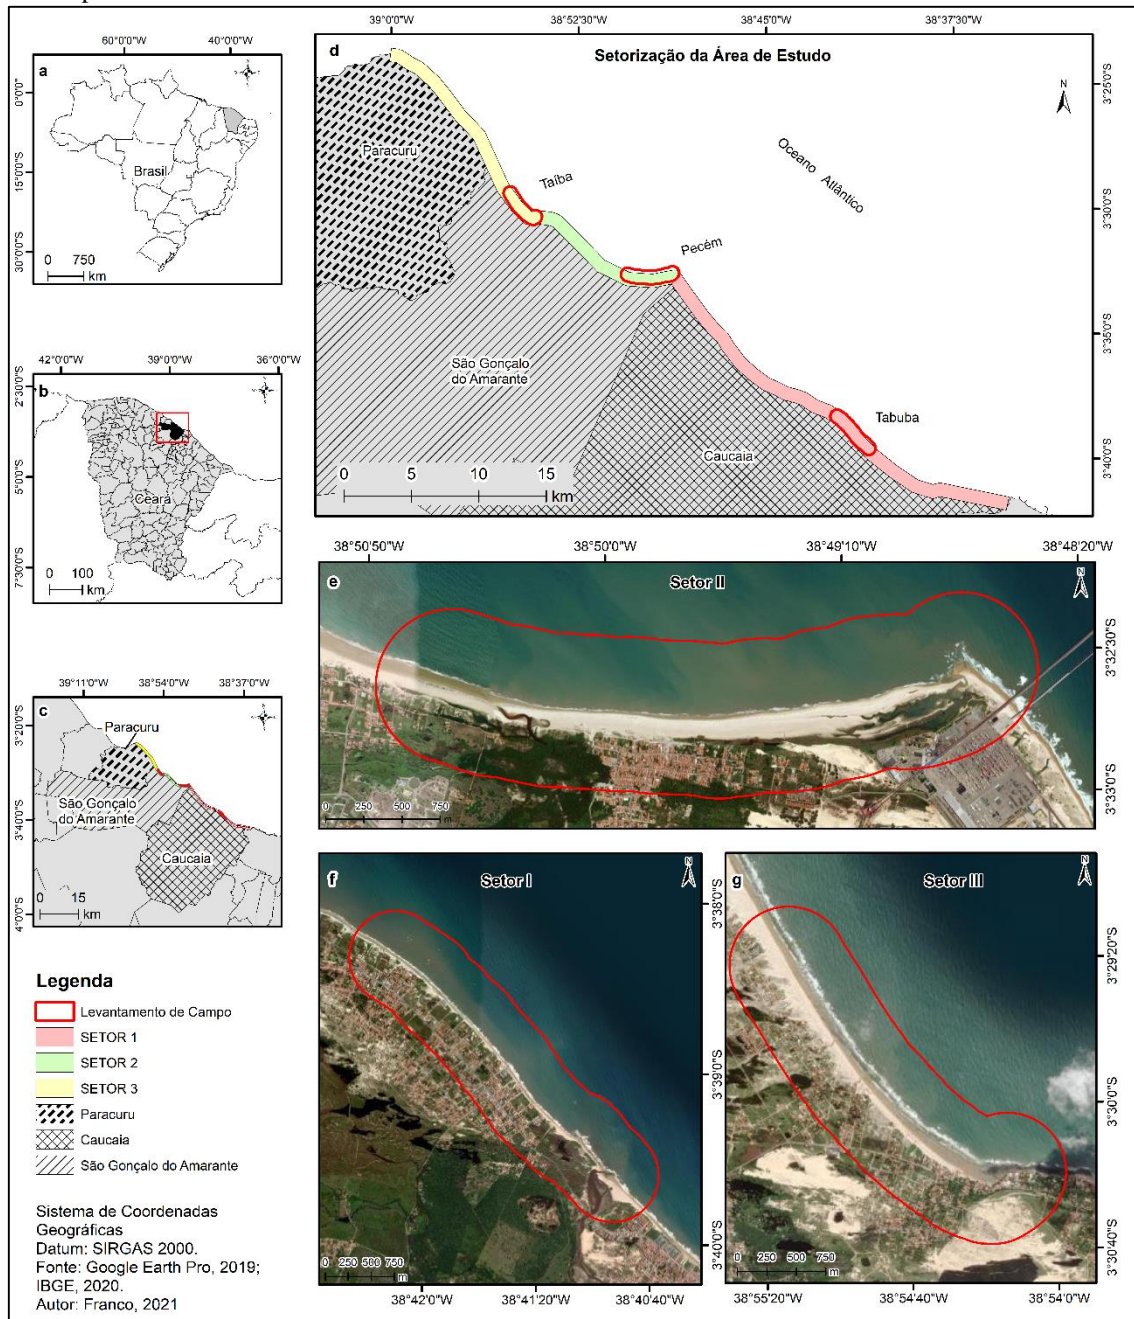 a
60°0'0"W 40°0'0"W
0°0'0"
15°0'0"S
30°0'0"S
Brasil
0 750
km
b
42°0'0"W 39°0'0"W 36°0'0"W
2°30'0"S
5°0'0"S
7°30'0"S
Ceará
0 100
km
c
39°11'0"W 38°54'0"W 38°37'0"W
3°20'0"S
3°40'0"S
4°0'0"S
Paracuru
São Gonçalo
do Amarante
Caucaia
0 15
km
Legenda
Levantamento de Campo
SETOR 1
SETOR 2
SETOR 3
Paracuru
Caucaia
São Gonçalo do Amarante
Sistema de Coordenadas
Geográficas
Datum: SIRGAS 2000.
Fonte: Google Earth Pro, 2019;
IBGE, 2020.
Autor: Franco, 2021
39°0'0"W 38°52'30"W 38°45'0"W 38°37'30"W
d
Setorização da Área de Estudo
N
3°25'0"S
3°30'0"S
3°35'0"S
3°40'0"S
Oceano Atlântico
Paracuru
Taíba
Pecém
São Gonçalo
do Amarante
Tabuba
Caucaia
0 5 10 15
km
38°50'50"W 38°50'0"W 38°49'10"W 38°48'20"W
e
Setor II
N
3°32'30"S
3°33'0"S
0 250 500 750
m
f
Setor I
N
3°38'0"S
3°39'0"S
3°40'0"S
0 250 500 750
m
38°42'0"W 38°41'20"W 38°40'40"W
g
Setor III
N
3°29'20"S
3°30'0"S
3°30'40"S
0 250 500 750
m
38°55'20"W 38°54'40"W 38°54'0"W